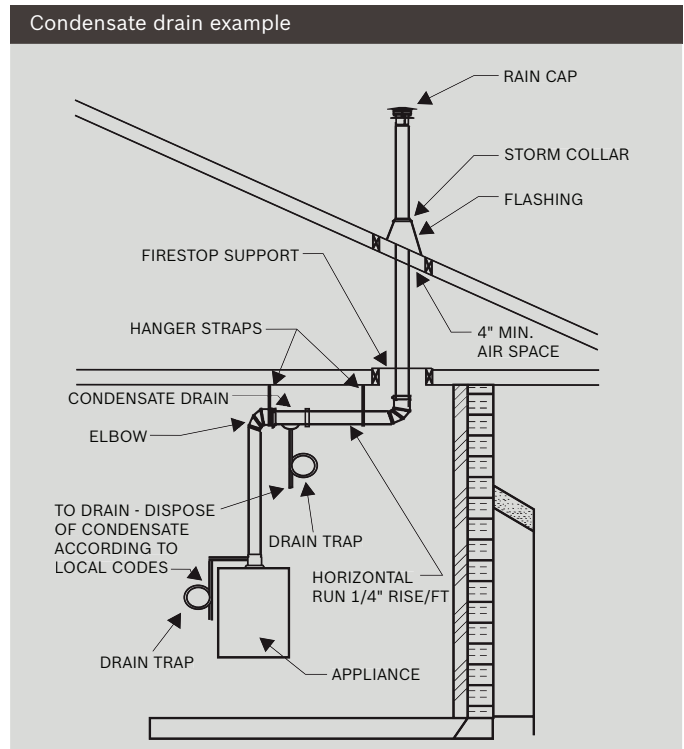 Condensate drain example
RAIN CAP
STORM COLLAR
FLASHING
FIRESTOP SUPPORT
HANGER STRAPS
4" MIN.
AIR SPACE
CONDENSATE DRAIN
ELBOW
TO DRAIN - DISPOSE
OF CONDENSATE
ACCORDING TO
LOCAL CODES
DRAIN TRAP
HORIZONTAL
RUN 1/4" RISE/FT
DRAIN TRAP
APPLIANCE